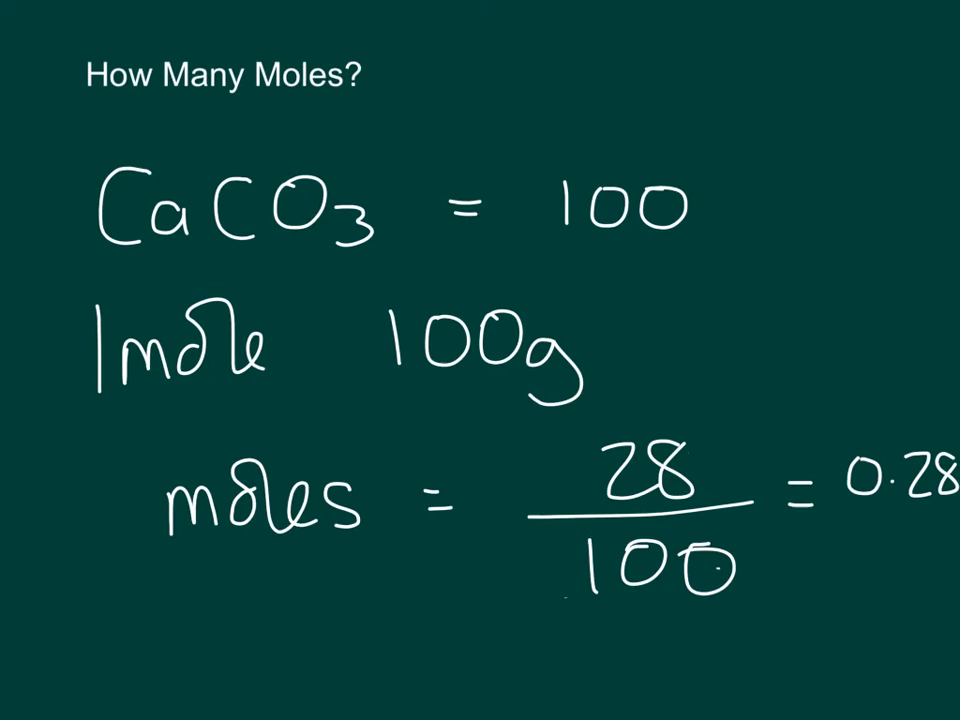 How Many Moles?
CaCO3 = 100
1mole 100g
moles = 28/100 = 0.28